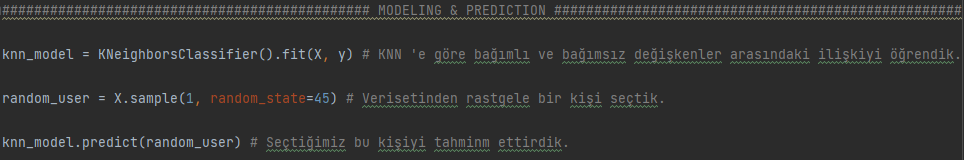 ############################################## MODELING & PREDICTION ###################################################
knn_model = KNeighborsClassifier().fit(X, y) # KNN 'e göre bağımlı ve bağımsız değişkenler arasındaki ilişkiyi öğrendik.
random_user = X.sample(1, random_state=45) # Verisetinden rastgele bir kişi seçtik.
knn_model.predict(random_user) # Seçtiğimiz bu kişiyi tahminm ettirdik.